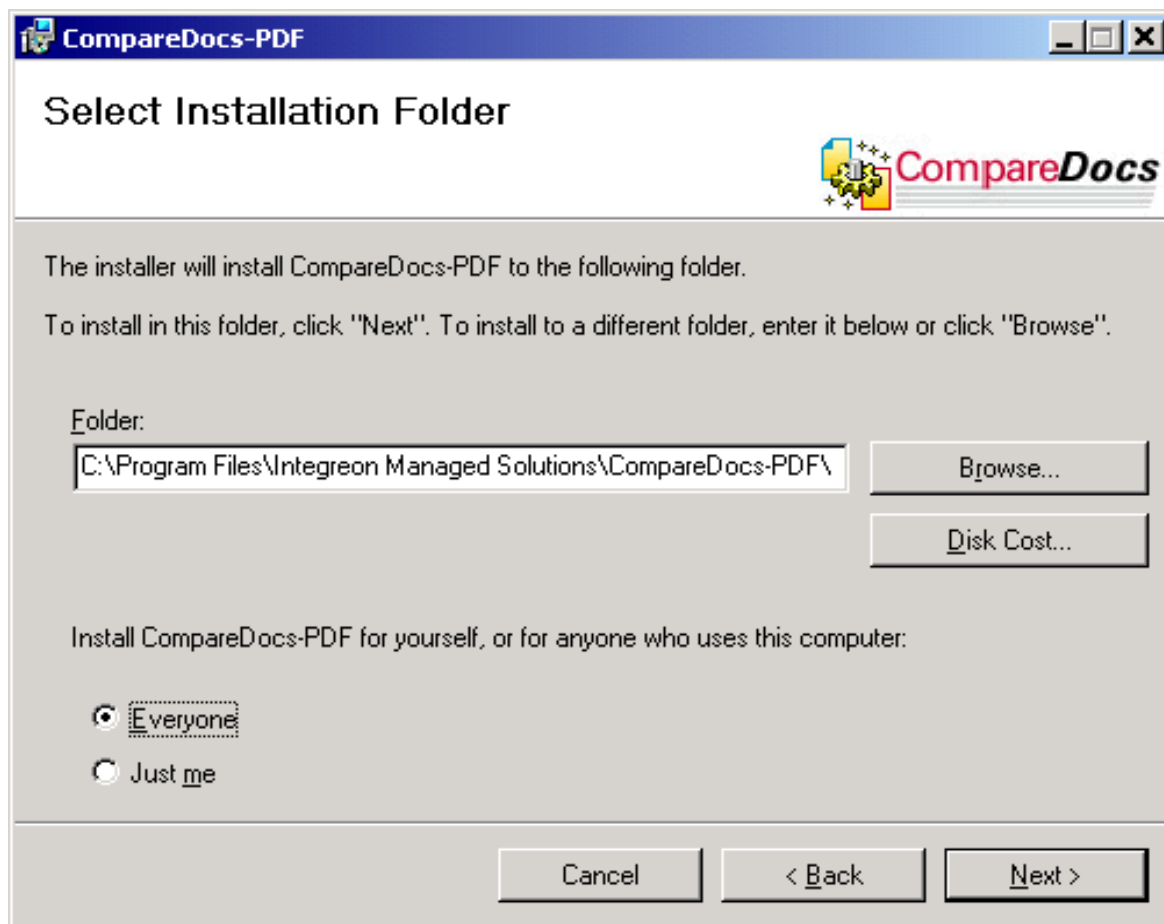 CompareDocs-PDF
Select Installation Folder
CompareDocs
The installer will install CompareDocs-PDF to the following folder.
To install in this folder, click "Next". To install to a different folder, enter it below or click "Browse".
Folder:
C:\Program Files\Integreon Managed Solutions\CompareDocs-PDF\
Browse...
Disk Cost...
Install CompareDocs-PDF for yourself, or for anyone who uses this computer:
Everyone
Just me
Cancel
< Back
Next >